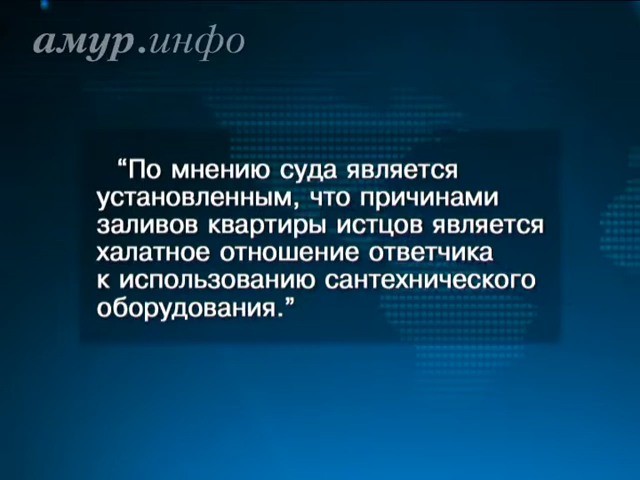 амур.инфо
“По мнению суда является
установленным, что причинами
заливов квартиры истцов является
халатное отношение ответчика
к использованию сантехнического
оборудования.”